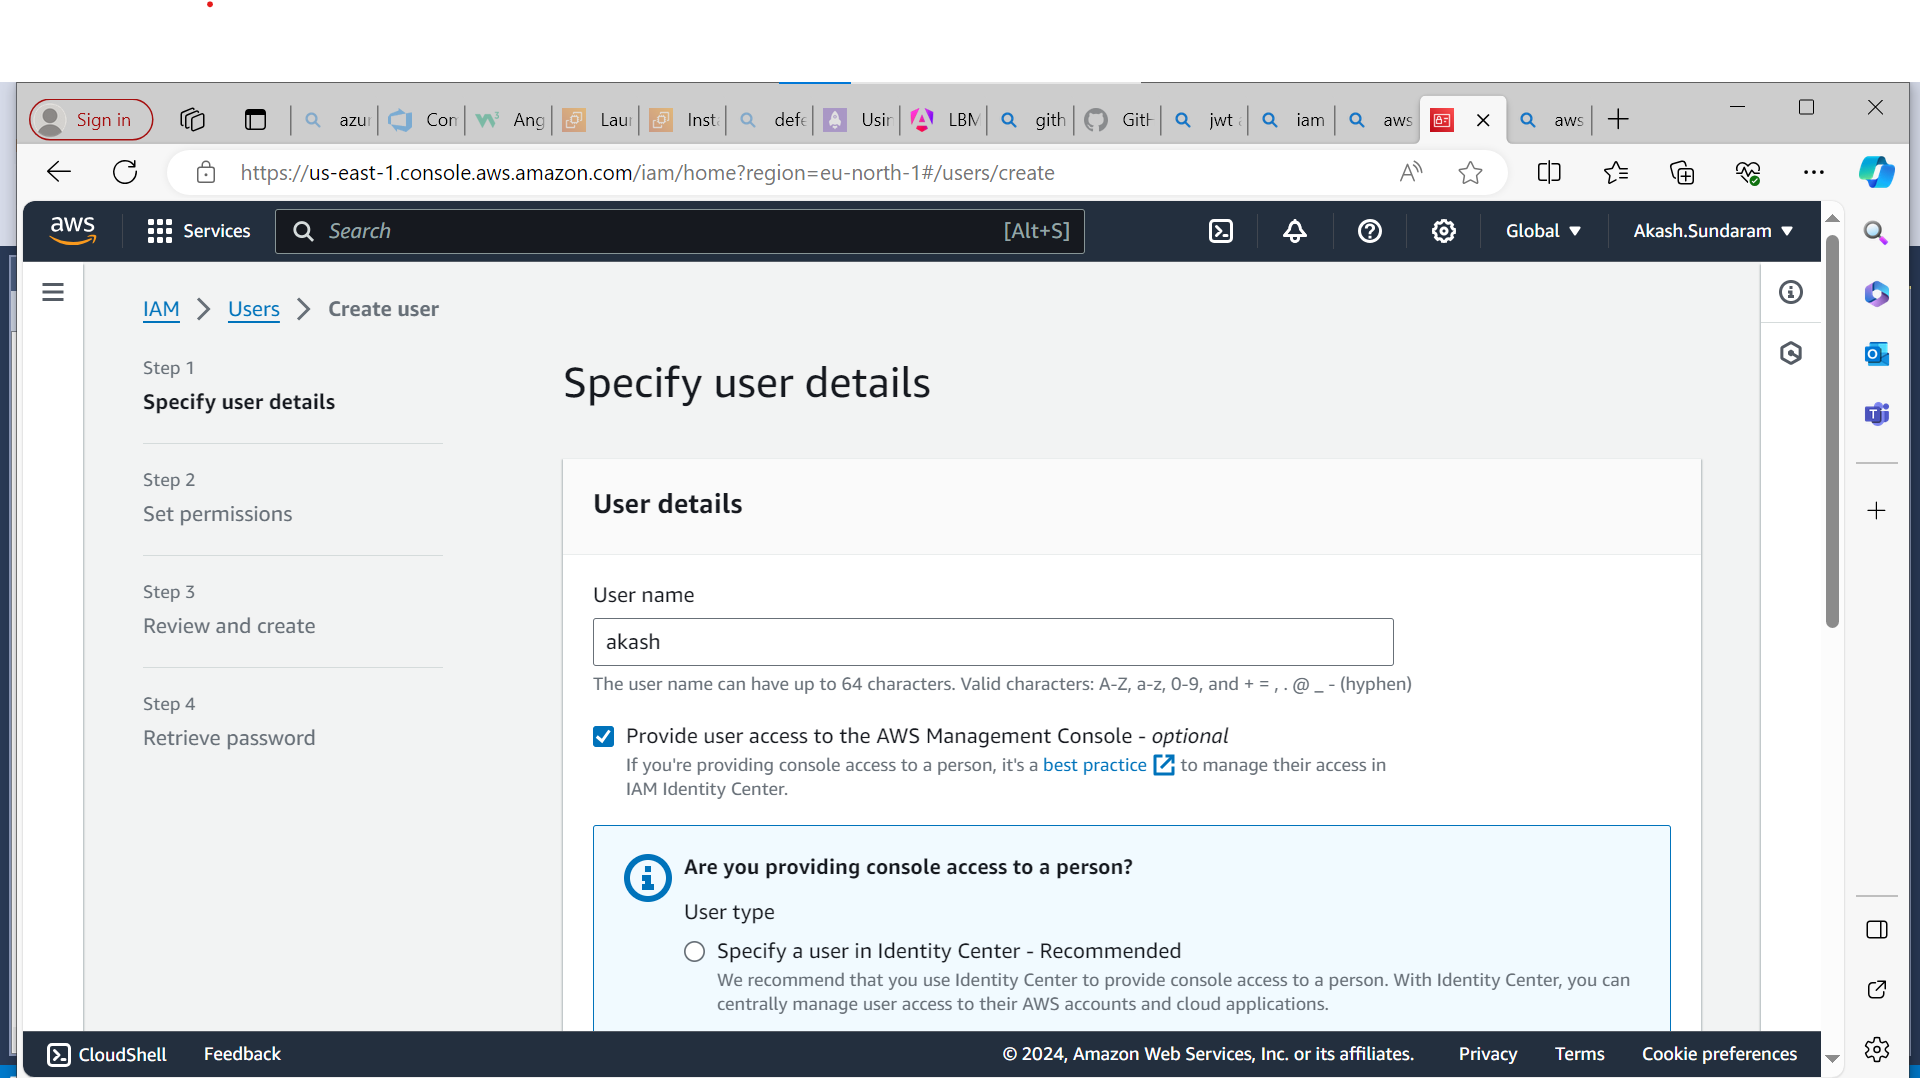 Sign in
azur
Con
Ang
Laun
Insta
defe
Usin
LBM
gith
GitH
jwt a
iam
aws
aws
https://us-east-1.console.aws.amazon.com/iam/home?region=eu-north-1#/users/create
aws
Services
Search
[Alt+S]
Global
Akash.Sundaram
IAM
Users
Create user
Step 1
Specify user details
Step 2
Set permissions
Step 3
Review and create
Step 4
Retrieve password
Specify user details
User details
User name
akash
The user name can have up to 64 characters. Valid characters: A-Z, a-z, 0-9, and + = , . @ _ - (hyphen)
Provide user access to the AWS Management Console - optional
If you're providing console access to a person, it's a best practice to manage their access in
IAM Identity Center.
Are you providing console access to a person?
User type
Specify a user in Identity Center - Recommended
We recommend that you use Identity Center to provide console access to a person. With Identity Center, you can
centrally manage user access to their AWS accounts and cloud applications.
CloudShell
Feedback
© 2024, Amazon Web Services, Inc. or its affiliates.
Privacy
Terms
Cookie preferences